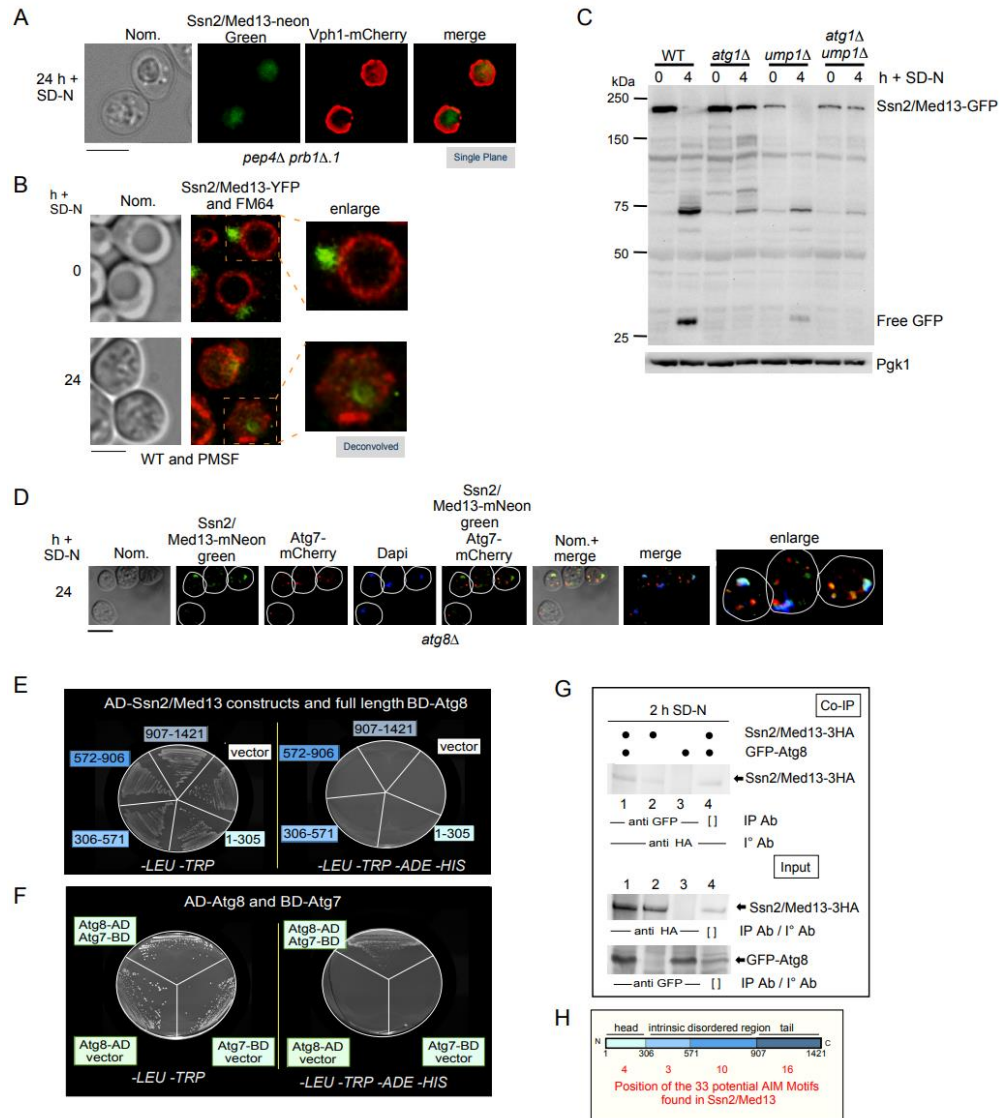 A
Nom.
Ssn2/Med13-neon
Green
Vph1-mCherry
merge
24 h +
SD-N
pep4Δ prb1Δ.1
Single Plane
B
h +
SD-N
Nom.
Ssn2/Med13-YFP
and FM64
enlarge
0
24
Deconvolved
WT and PMSF
C
WT
atg1Δ
ump1Δ
atg1Δ
ump1Δ
0 4 0 4 0 4 0 4 h + SD-N
kDa
250
150
75
50
25
Ssn2/Med13-GFP
Free GFP
Pgk1
D
h +
SD-N
Nom.
Ssn2/
Med13-mNeon
green
Atg7-
mCherry
Dapi
Ssn2/
Med13-mNeon
green
Atg7-
mCherry
Nom.+
merge
merge
enlarge
24
atg8Δ
E
AD-Ssn2/Med13 constructs and full length BD-Atg8
907-1421
572-906
vector
306-571
1-305
-LEU -TRP
572-906
907-1421
vector
306-571
1-305
-LEU -TRP -ADE -HIS
F
AD-Atg8 and BD-Atg7
Atg8-AD
Atg7-BD
Atg8-AD
vector
Atg7-BD
vector
-LEU -TRP
Atg8-AD
Atg7-BD
Atg8-AD
vector
Atg7-BD
vector
-LEU -TRP -ADE -HIS
G
Co-IP
2 h SD-N
Ssn2/Med13-3HA
GFP-Atg8
Ssn2/Med13-3HA
1 2 3 4
anti GFP [ ] IP Ab
anti HA I° Ab
Input
1 2 3 4
Ssn2/Med13-3HA
anti HA [ ] IP Ab / I° Ab
GFP-Atg8
anti GFP [ ] IP Ab / I° Ab
H
head intrinsic disordered region tail
N C
1 306 571 907 1421
4 3 10 16
Position of the 33 potential AIM Motifs
found in Ssn2/Med13